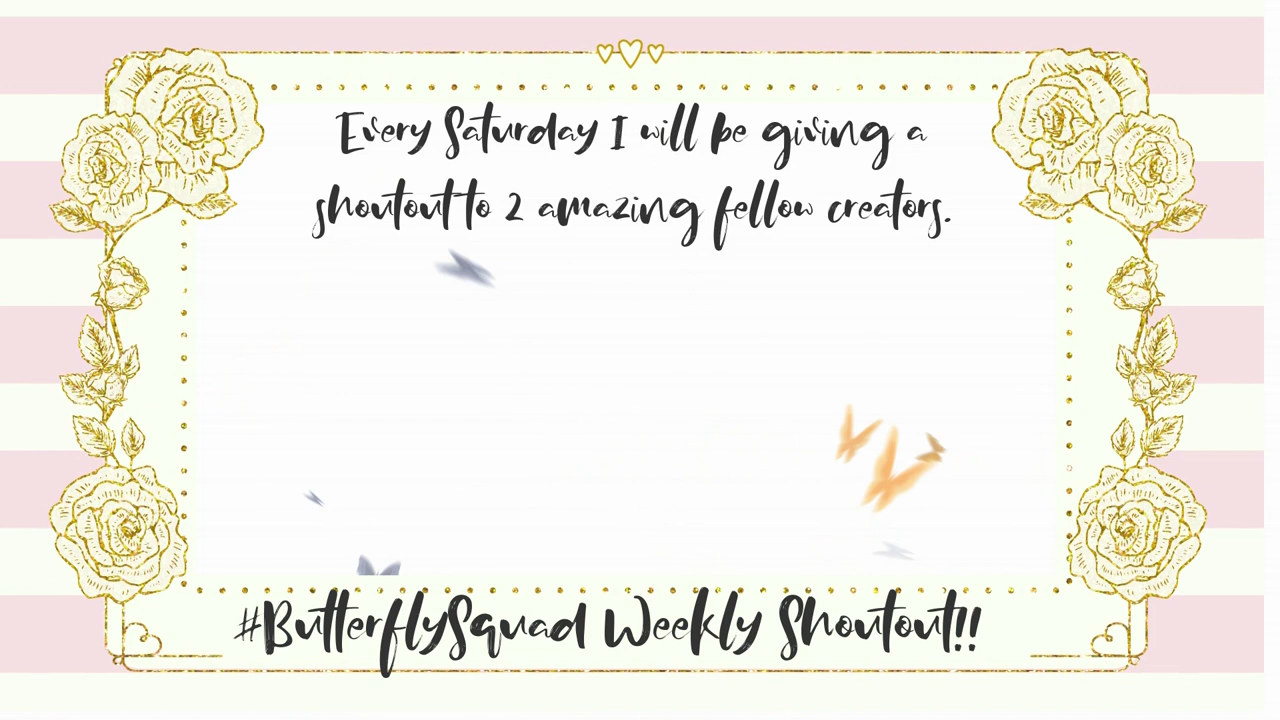 Every Saturday I will be giving a
shoutout to 2 amazing fellow creators.
#ButterflySquad Weekly Shoutout!!